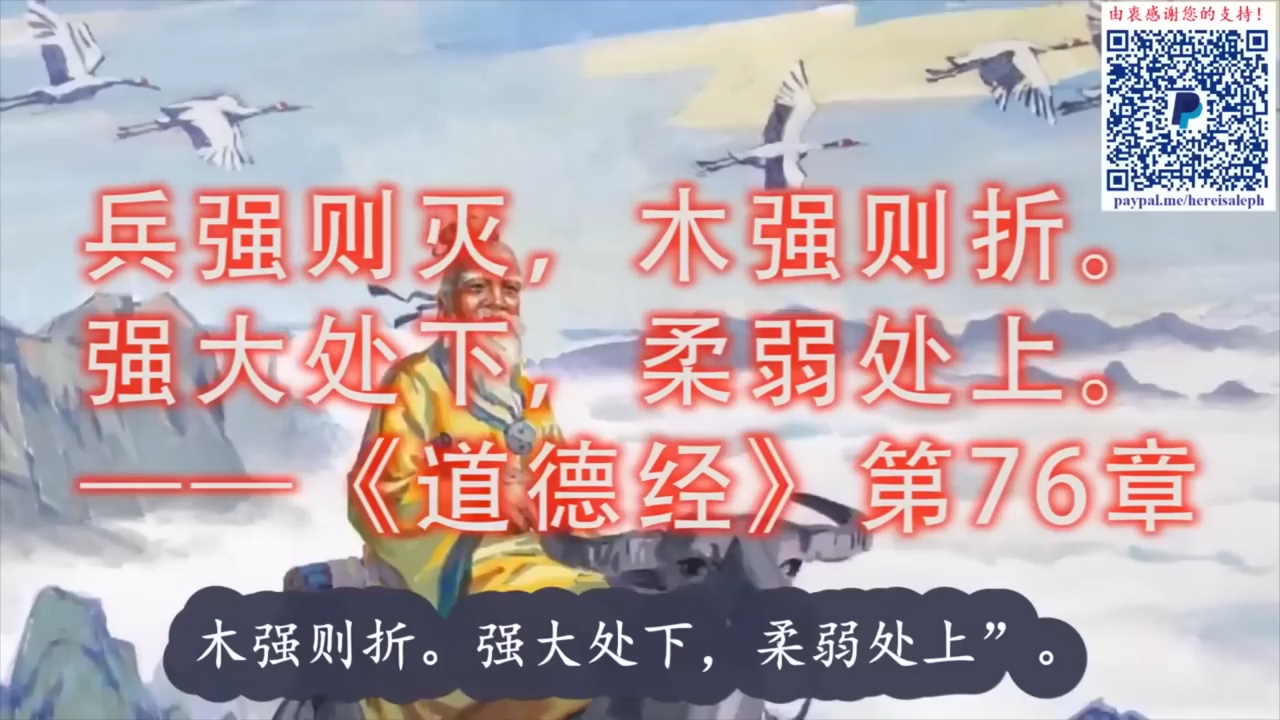 由衷感谢您的支持!
paypal.me/hereisaleph
兵强则灭，木强则折。
强大处下，柔弱处上。
——《道德经》第76章
木强则折。强大处下，柔弱处上”。